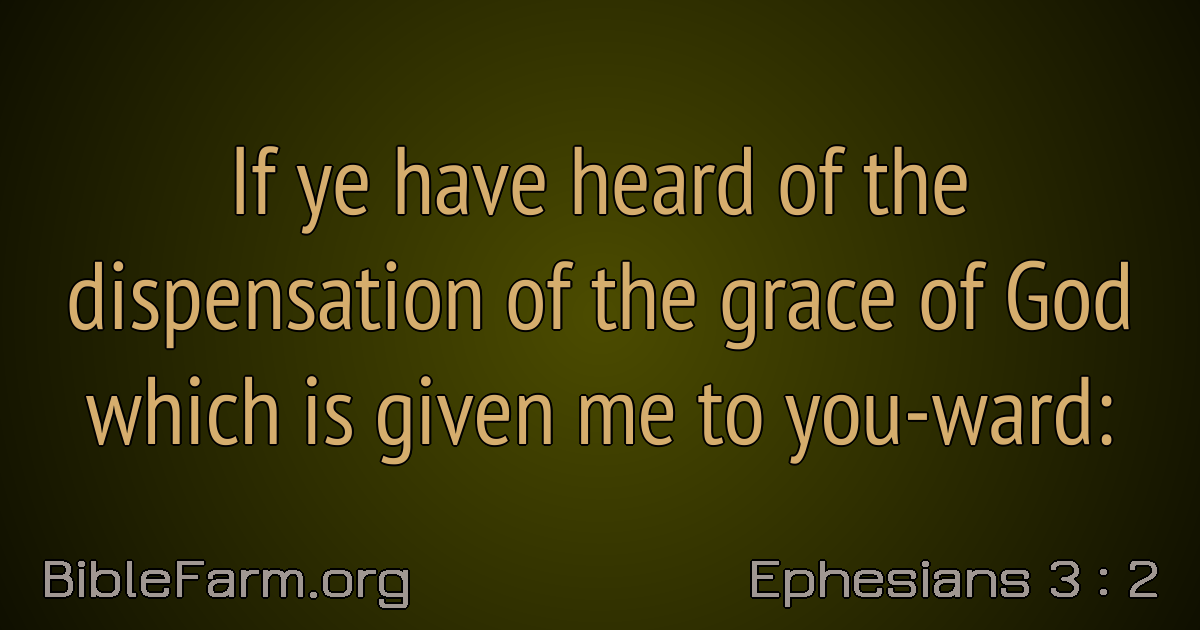 If ye have heard of the
dispensation of the grace of God
which is given me to you-ward:
BibleFarm.org
Ephesians 3 : 2